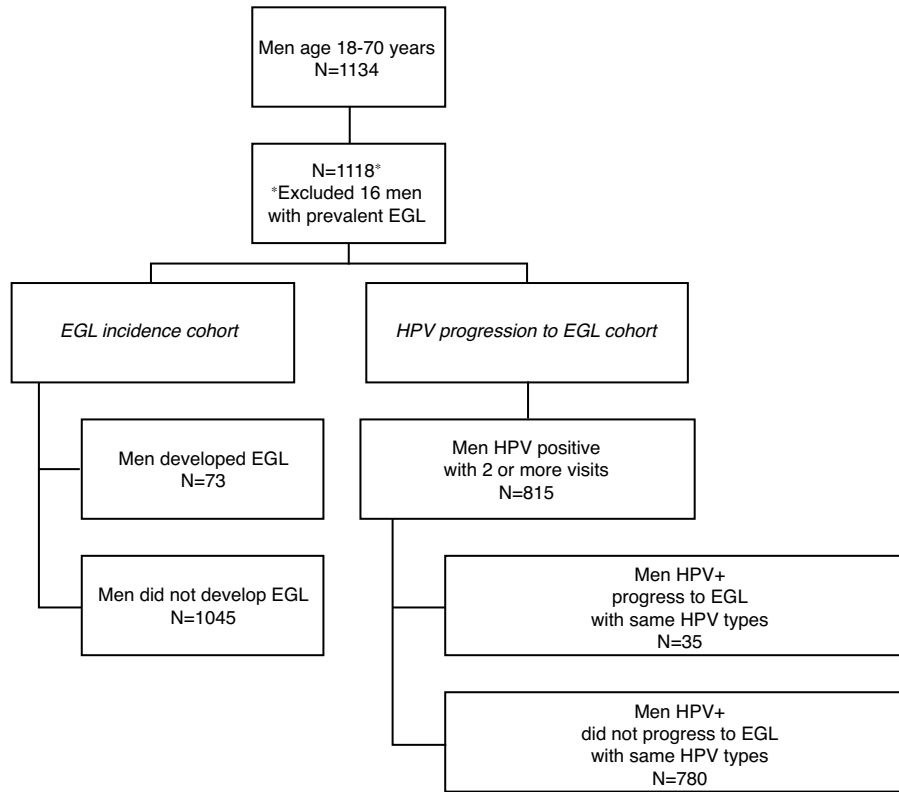 Men age 18-70 years
N=1134
N=1118*
*Excluded 16 men
with prevalent EGL
EGL incidence cohort
HPV progression to EGL cohort
Men developed EGL
N=73
Men HPV positive
with 2 or more visits
N=815
Men did not develop EGL
N=1045
Men HPV+
progress to EGL
with same HPV types
N=35
Men HPV+
did not progress to EGL
with same HPV types
N=780